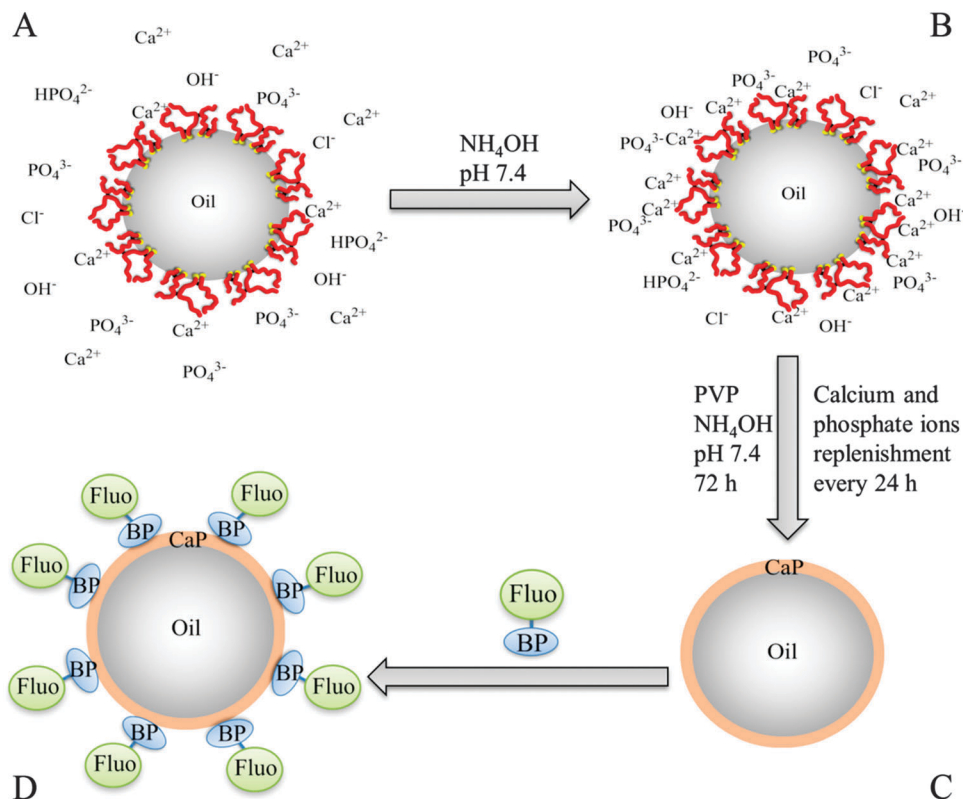 A
B
Ca²⁺
Ca²⁺
HPO₄²⁻
OH⁻
PO₄³⁻
Ca²⁺
Ca²⁺
Cl⁻
PO₄³⁻
Oil
Cl⁻
Ca²⁺
HPO₄²⁻
Ca²⁺
OH⁻
OH⁻
PO₄³⁻
Ca²⁺
PO₄³⁻
Ca²⁺
Ca²⁺
PO₄³⁻
NH₄OH
pH 7.4
PO₄³⁻
PO₄³⁻
Ca²⁺
Cl⁻
Ca²⁺
OH⁻
Ca²⁺
Ca²⁺
PO₄³⁻
Ca²⁺
Ca²⁺
PO₄³⁻
Ca²⁺
Ca²⁺
Oil
Ca²⁺
Ca²⁺
OH⁻
PO₄³⁻
Ca²⁺
Ca²⁺
Ca²⁺
HPO₄²⁻
PO₄³⁻
Ca²⁺
Ca²⁺
Cl⁻
OH⁻
PVP
NH₄OH
pH 7.4
72 h
Calcium and
phosphate ions
replenishment
every 24 h
CaP
Oil
Fluo
BP
Fluo
Fluo
BP
BP
Fluo
CaP
Fluo
BP
BP
Fluo
Oil
Fluo
BP
BP
Fluo
Fluo
BP
BP
Fluo
D
C